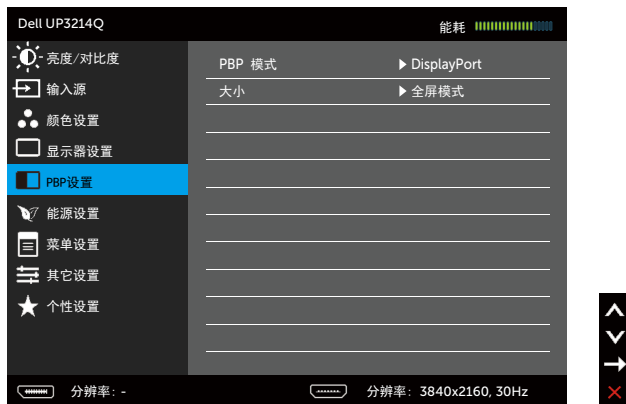 Dell UP3214Q
能耗
亮度/对比度
输入源
颜色设置
显示器设置
PBP设置
能源设置
菜单设置
其它设置
个性设置
PBP 模式 DisplayPort
大小 全屏模式
分辨率: -
分辨率: 3840x2160, 30Hz